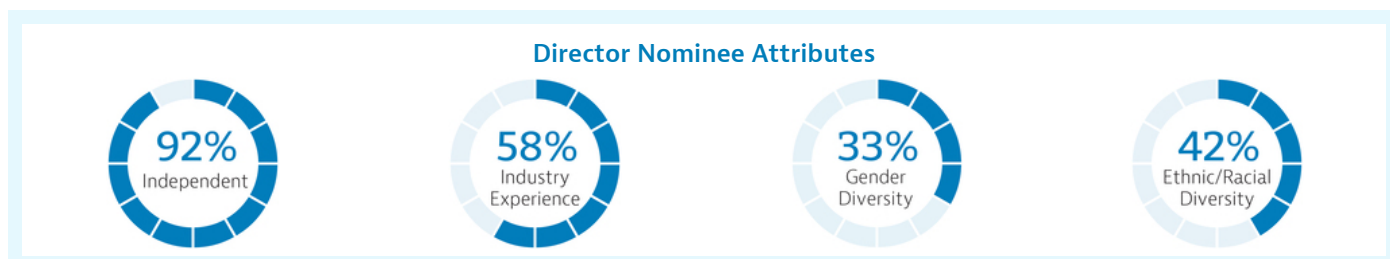 Director Nominee Attributes
92%
Independent
58%
Industry
Experience
33%
Gender
Diversity
42%
Ethnic/Racial
Diversity